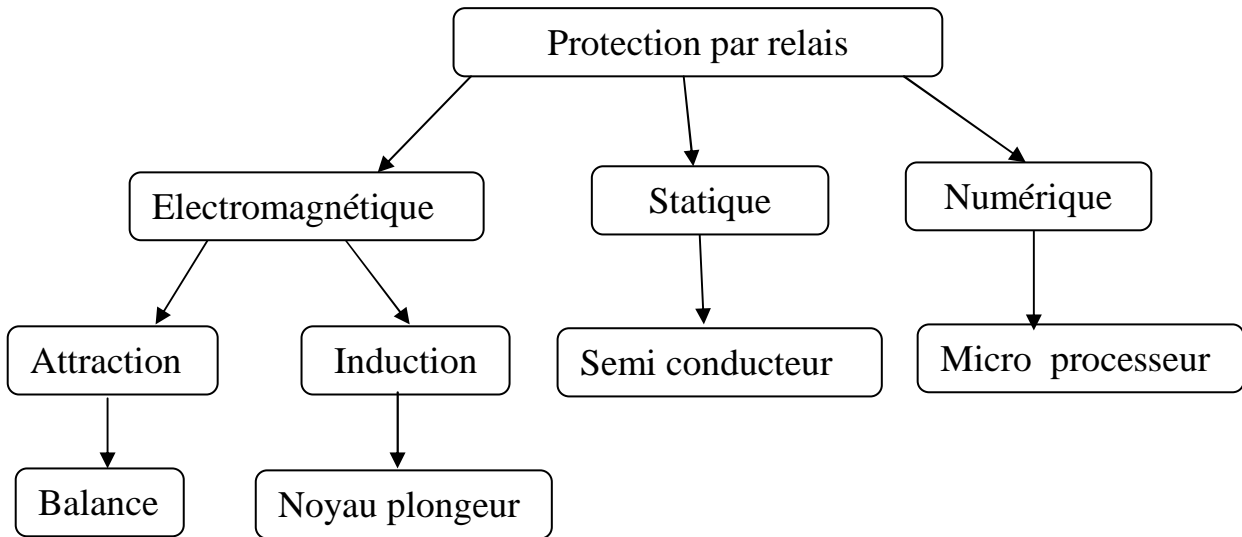 Protection par relais
Electromagnétique
Statique
Numérique
Attraction
Induction
Semi conducteur
Micro processeur
Balance
Noyau plongeur